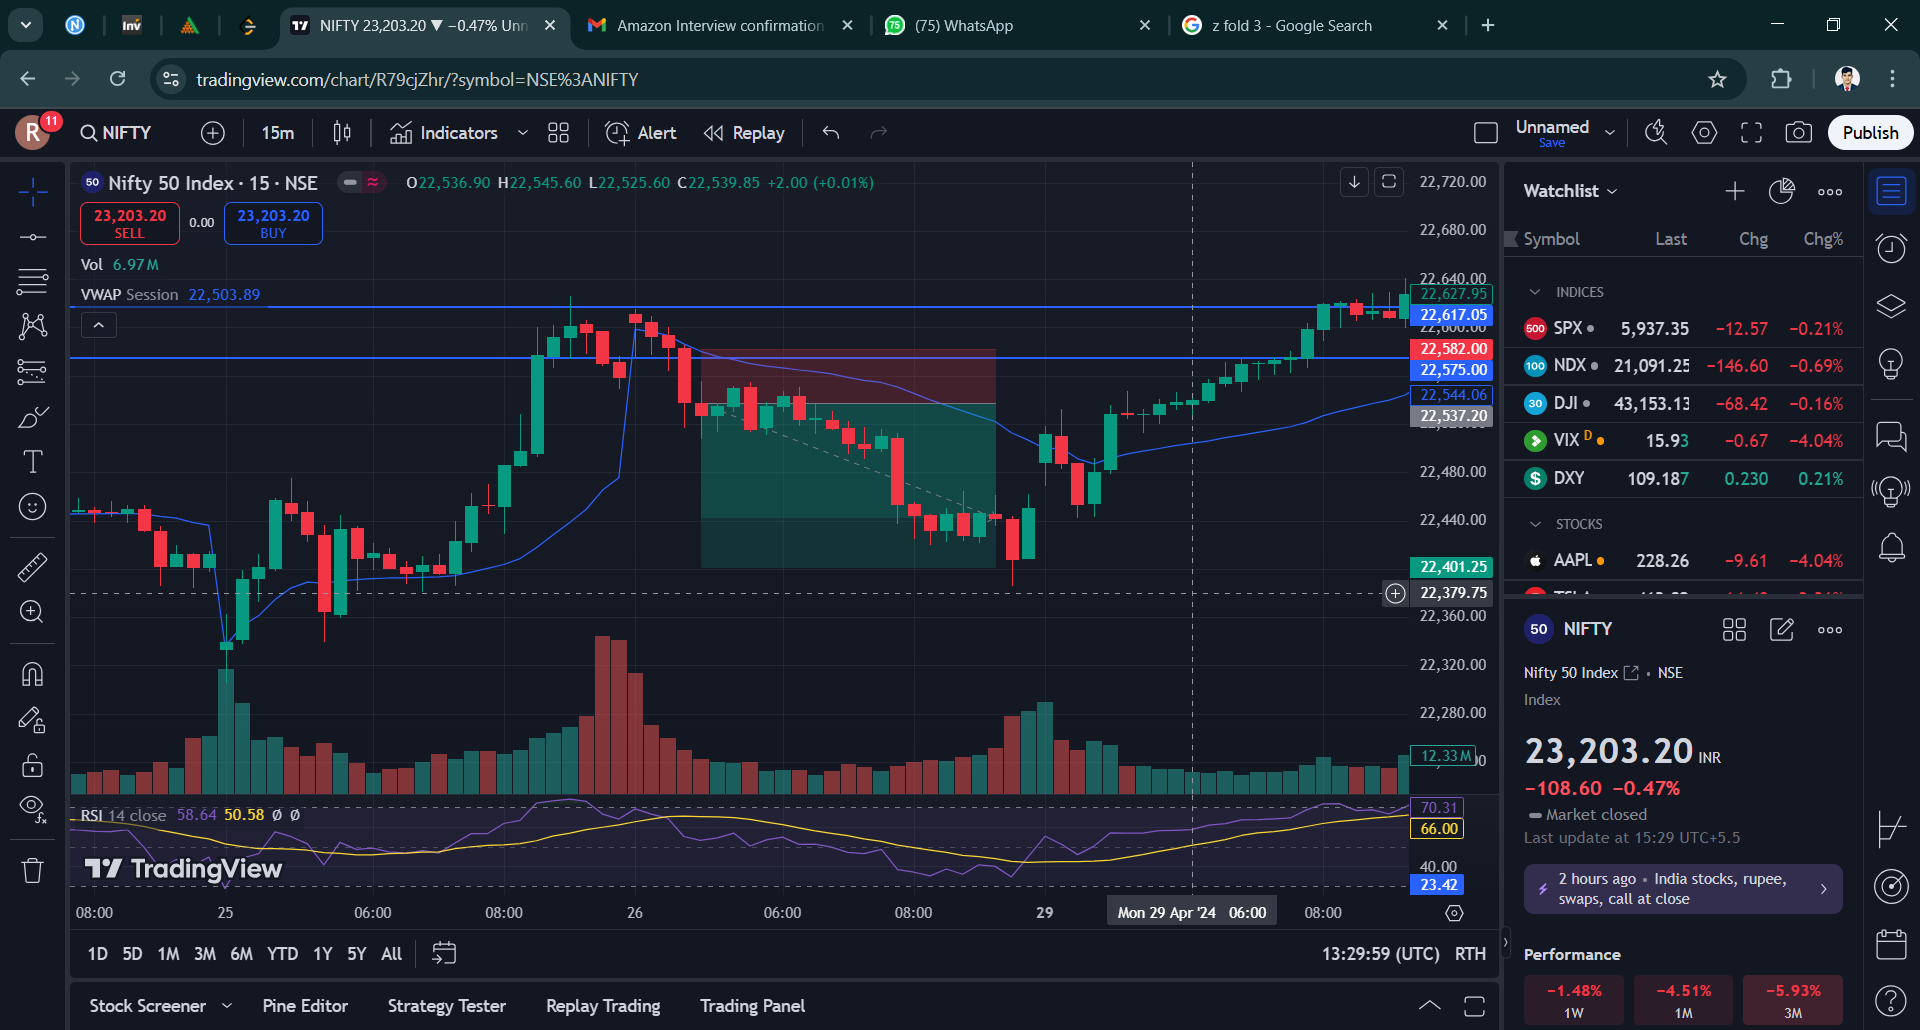 Inv
NIFTY 23,203.20 ▼ −0.47% Unn
Amazon Interview confirmation
(75) WhatsApp
z fold 3 - Google Search
tradingview.com/chart/R79cjZhr/?symbol=NSE%3ANIFTY
R
11
NIFTY
15m
Indicators
Alert
Replay
Unnamed
Save
Publish
50 Nifty 50 Index · 15 · NSE
O22,536.90 H22,545.60 L22,525.60 C22,539.85 +2.00 (+0.01%)
23,203.20
SELL
0.00
23,203.20
BUY
Vol 6.97 M
VWAP Session 22,503.89
22,720.00
22,680.00
22,640.00
22,627.95
22,617.05
22,600.00
22,582.00
22,575.00
22,544.06
22,537.20
22,480.00
22,440.00
22,401.25
22,379.75
22,360.00
22,320.00
22,280.00
12.33 M
RSI 14 close 58.64 50.58 Ø Ø
70.31
66.00
40.00
23.42
TradingView
08:00
25
06:00
08:00
26
06:00
08:00
29
Mon 29 Apr '24 06:00
08:00
1D 5D 1M 3M 6M YTD 1Y 5Y All
13:29:59 (UTC) RTH
Stock Screener
Pine Editor
Strategy Tester
Replay Trading
Trading Panel
Watchlist
Symbol Last Chg Chg%
INDICES
500 SPX 5,937.35 −12.57 −0.21%
100 NDX 21,091.25 −146.60 −0.69%
30 DJI 43,153.13 −68.42 −0.16%
VIX D 15.93 −0.67 −4.04%
$ DXY 109.187 0.230 0.21%
STOCKS
AAPL 228.26 −9.61 −4.04%
50 NIFTY
Nifty 50 Index • NSE
Index
23,203.20 INR
−108.60 −0.47%
Market closed
Last update at 15:29 UTC+5.5
2 hours ago • India stocks, rupee,
swaps, call at close
Performance
−1.48%
1W
−4.51%
1M
−5.93%
3M